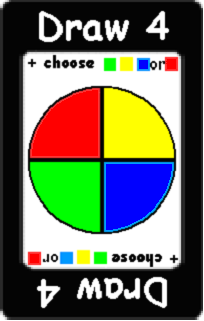 Draw 4
+ choose or
+ choose or.
Draw 4